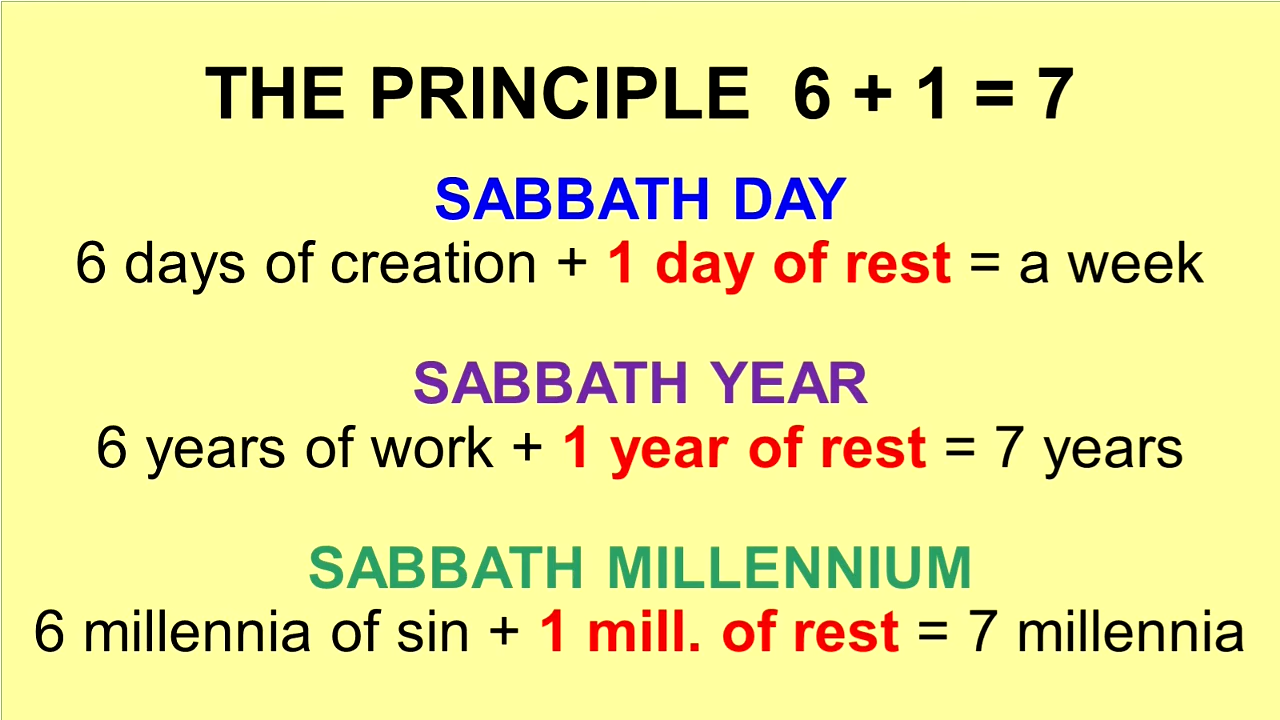 THE PRINCIPLE 6 + 1 = 7
SABBATH DAY
6 days of creation + 1 day of rest = a week
SABBATH YEAR
6 years of work + 1 year of rest = 7 years
SABBATH MILLENNIUM
6 millennia of sin + 1 mill. of rest = 7 millennia